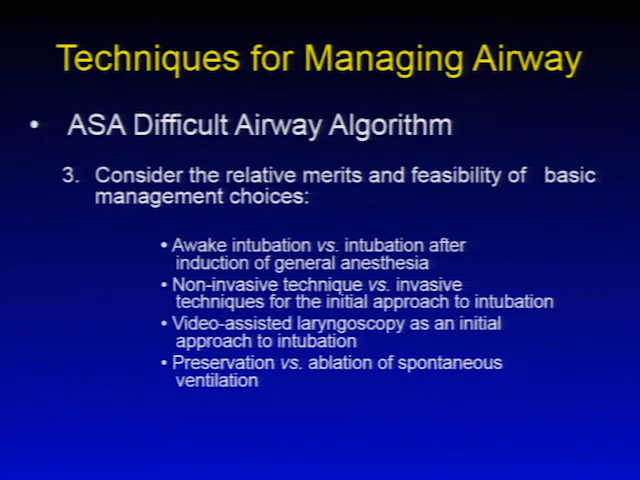 Techniques for Managing Airway
• ASA Difficult Airway Algorithm
3. Consider the relative merits and feasibility of basic
management choices:
• Awake intubation vs. intubation after
induction of general anesthesia
• Non-invasive technique vs. invasive
techniques for the initial approach to intubation
• Video-assisted laryngoscopy as an initial
approach to intubation
• Preservation vs. ablation of spontaneous
ventilation